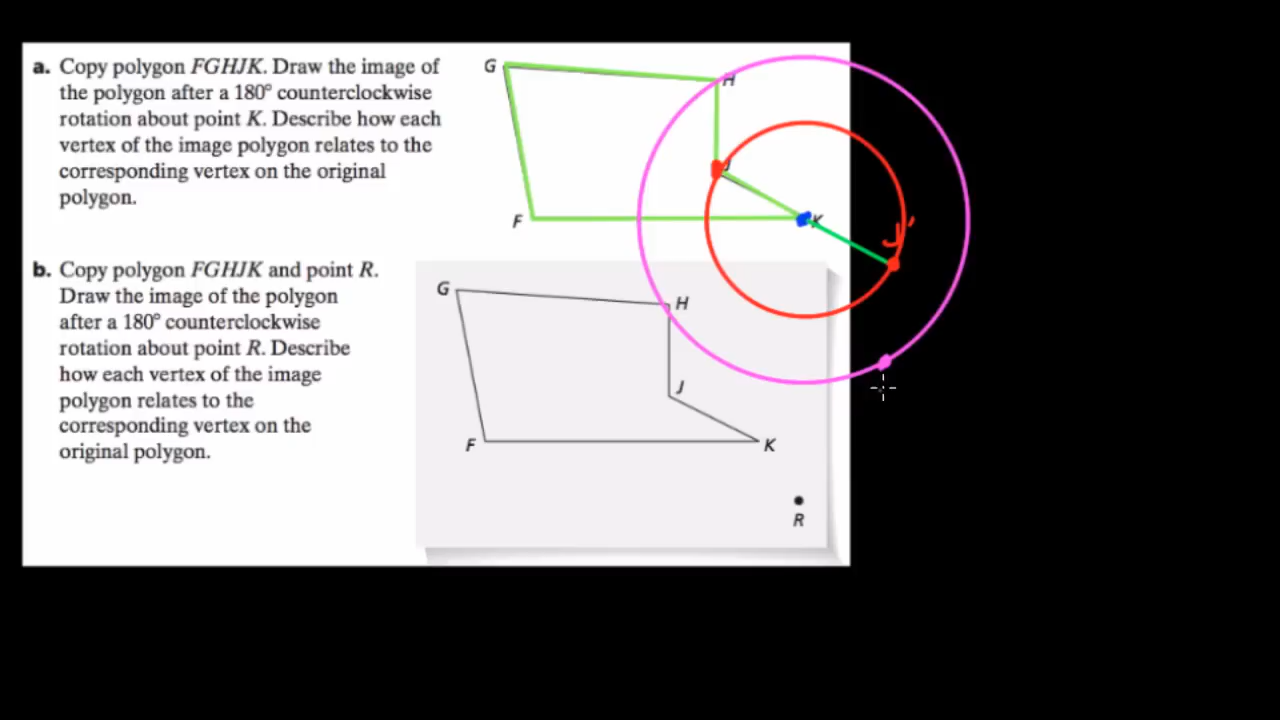 a. Copy polygon FGHJK. Draw the image of
the polygon after a 180° counterclockwise
rotation about point K. Describe how each
vertex of the image polygon relates to the
corresponding vertex on the original
polygon.
G
H
J
F
K
J'
b. Copy polygon FGHJK and point R.
Draw the image of the polygon
after a 180° counterclockwise
rotation about point R. Describe
how each vertex of the image
polygon relates to the
corresponding vertex on the
original polygon.
G
H
J
F
K
R